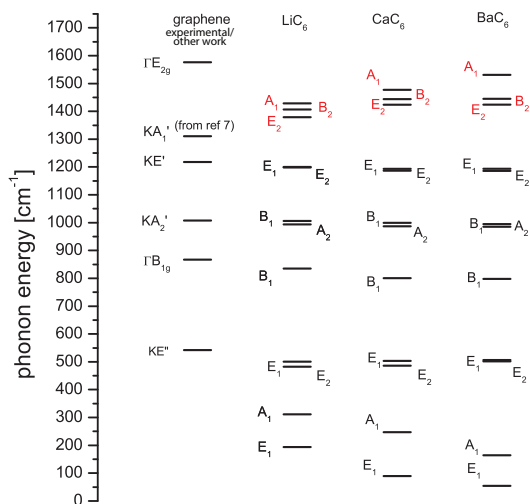 graphene
experimental/
other work
LiC₆
CaC₆
BaC₆
phonon energy [cm⁻¹]
1700
1600
1500
1400
1300
1200
1100
1000
900
800
700
600
500
400
300
200
100
0
ΓE₂g
KA₁'
(from ref 7)
KE'
KA₂'
ΓB₁g
KE"
A₁
B₂
E₂
E₁
E₂
B₁
A₂
B₁
E₁
E₂
A₁
E₁
A₁
B₂
E₂
E₁
E₂
B₁
A₂
B₁
E₁
E₂
A₁
E₁
A₁
B₂
E₂
E₁
E₂
B₁
A₂
B₁
E₁
E₂
A₁
E₁